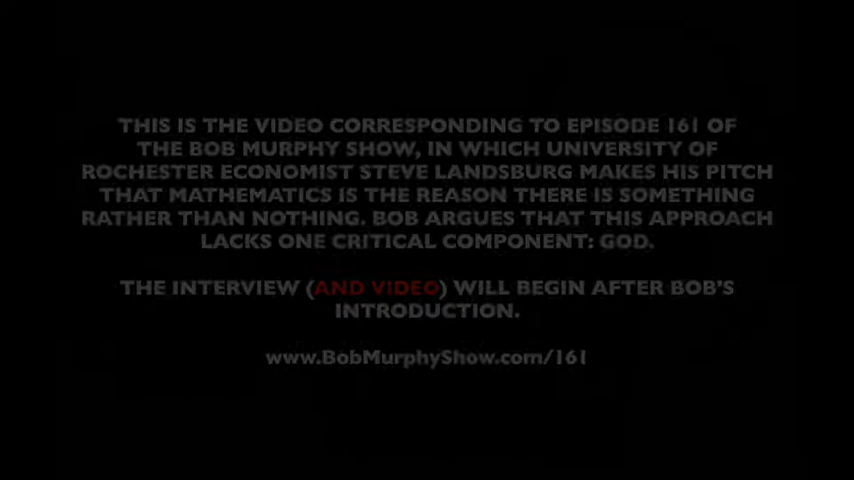 THIS IS THE VIDEO CORRESPONDING TO EPISODE 161 OF
THE BOB MURPHY SHOW, IN WHICH UNIVERSITY OF
ROCHESTER ECONOMIST STEVE LANDSBURG MAKES HIS PITCH
THAT MATHEMATICS IS THE REASON THERE IS SOMETHING
RATHER THAN NOTHING. BOB ARGUES THAT THIS APPROACH
LACKS ONE CRITICAL COMPONENT: GOD.
THE INTERVIEW (AND VIDEO) WILL BEGIN AFTER BOB'S
INTRODUCTION.
www.BobMurphyShow.com/161